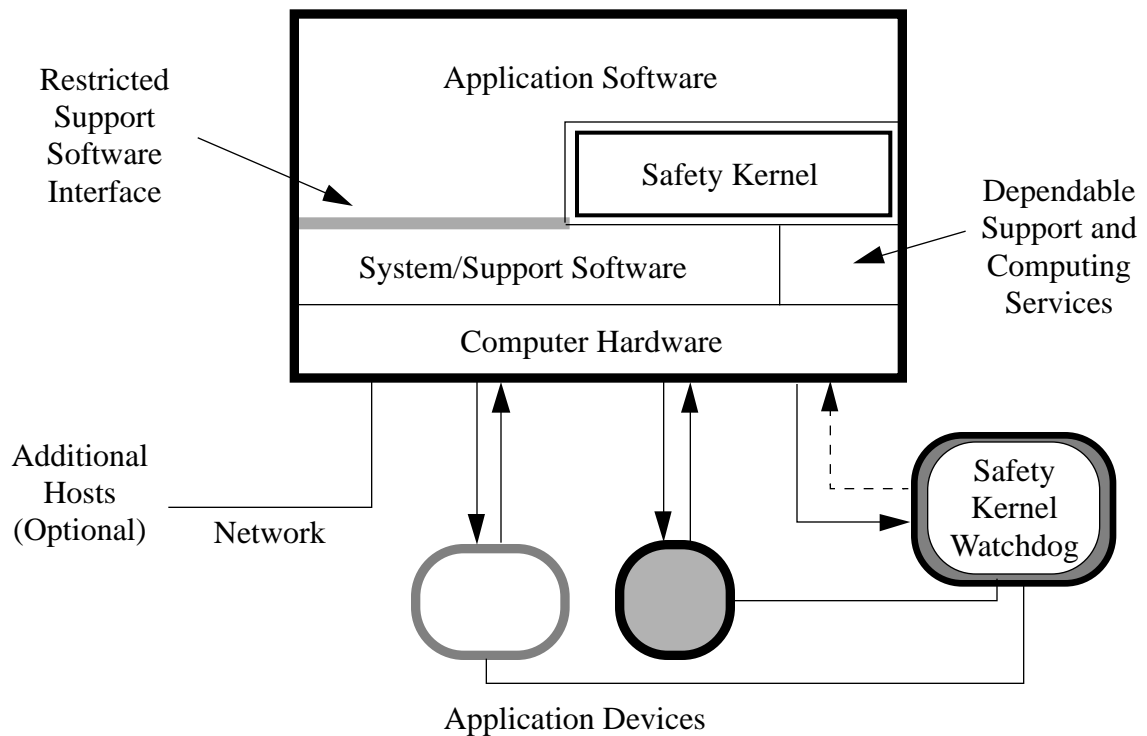 Application Software
Restricted
Support
Software
Interface
Safety Kernel
Dependable
Support and
Computing
Services
System/Support Software
Computer Hardware
Additional
Hosts
(Optional)
Network
Safety
Kernel
Watchdog
Application Devices